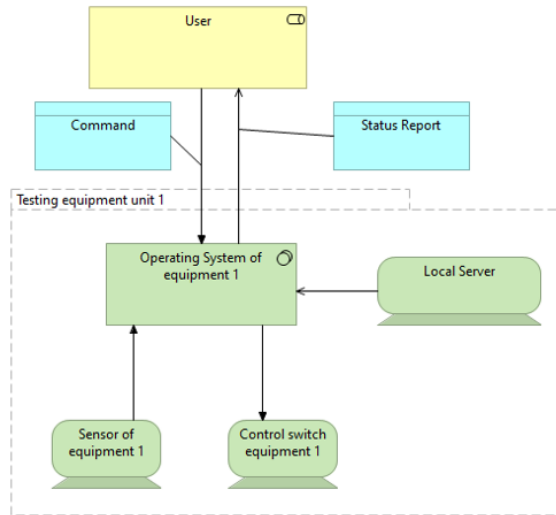 User
Command
Status Report
Testing equipment unit 1
Operating System of
equipment 1
Local Server
Sensor of
equipment 1
Control switch
equipment 1